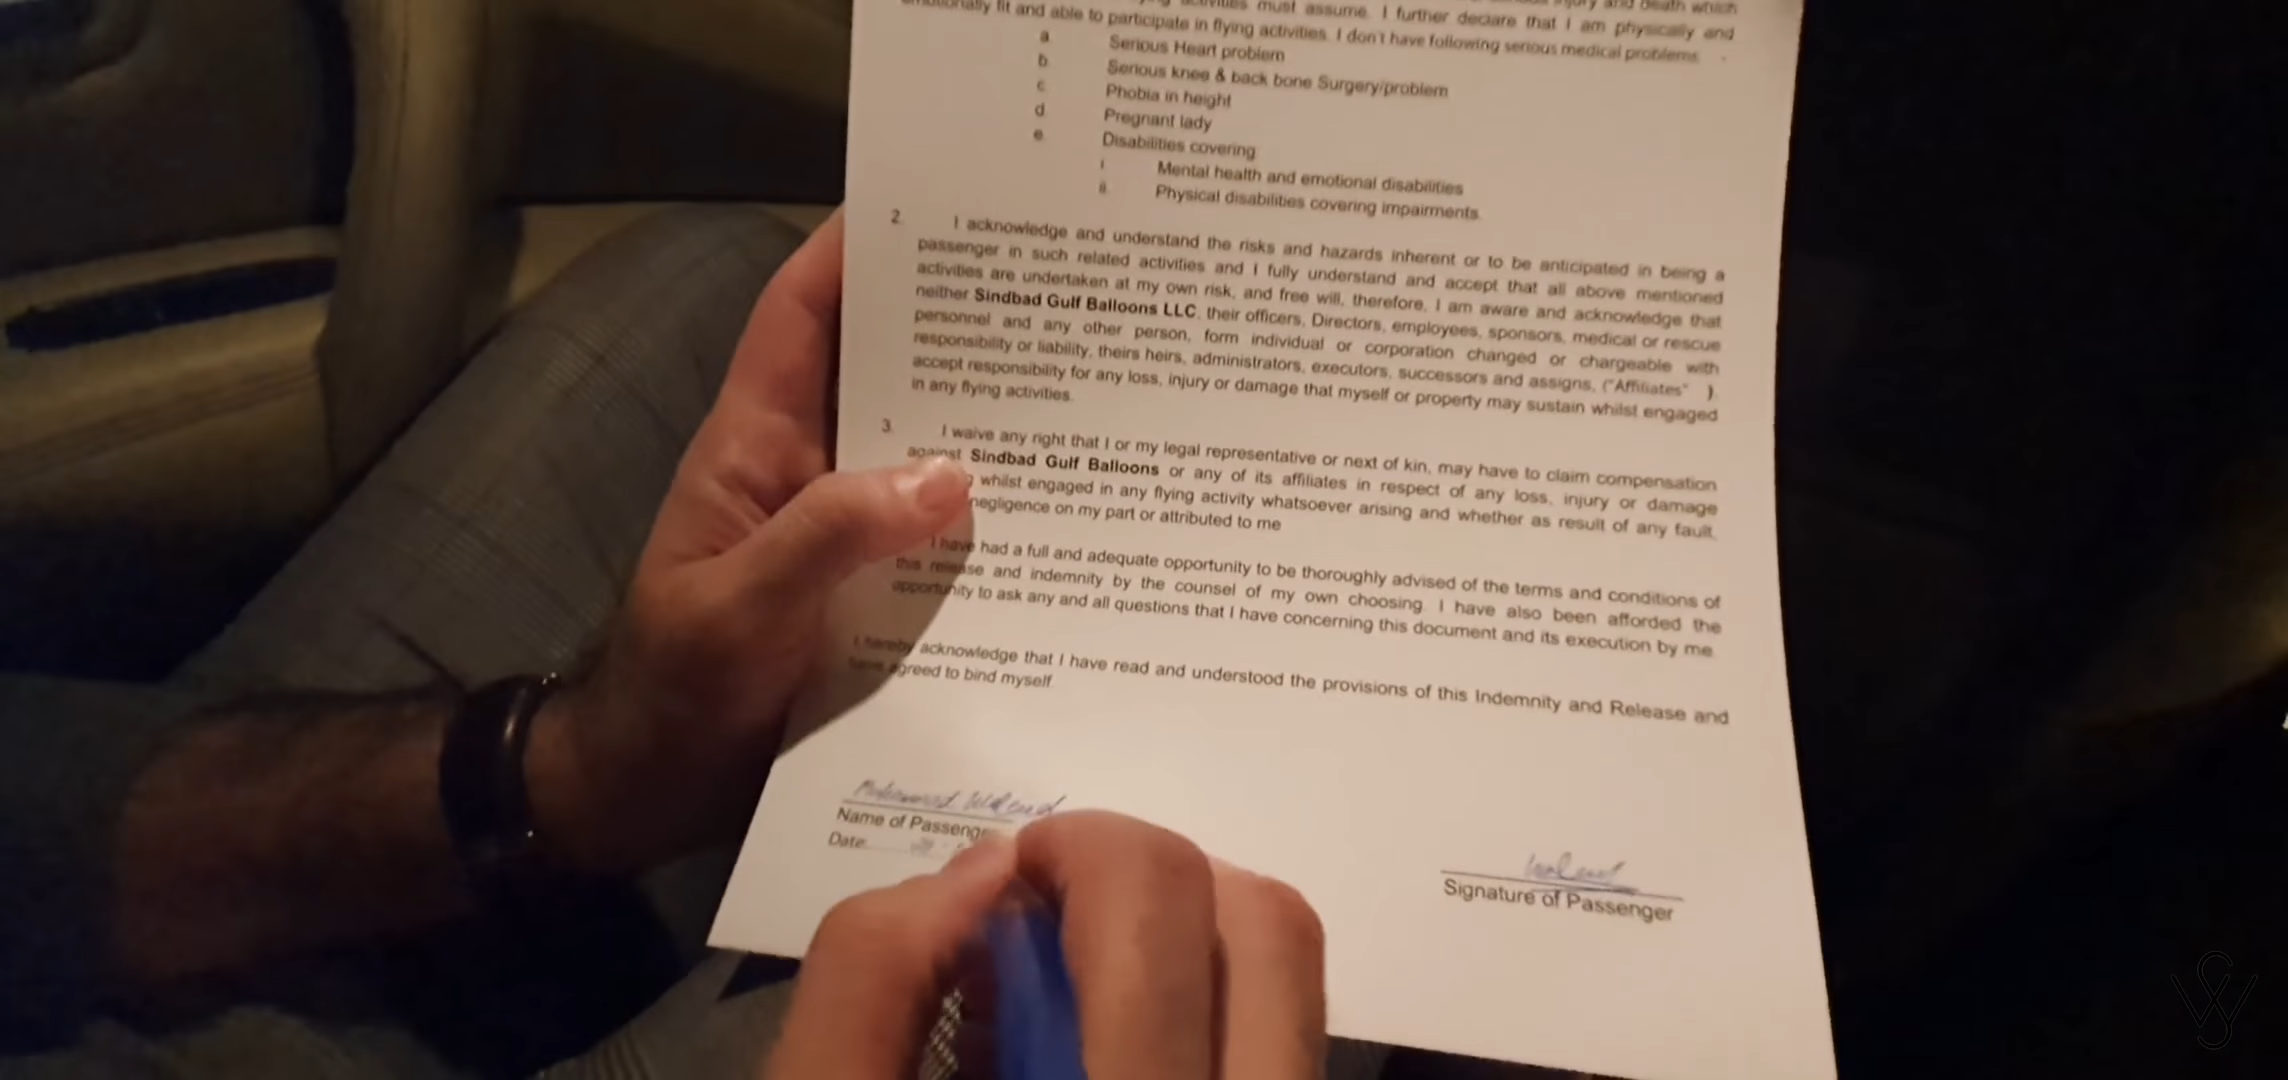 activities must assume. I further declare that I am physically and
emotionally fit and able to participate in flying activities. I don't have following serious medical problems.
a. Serious Heart problem
b. Serious knee & back bone Surgery/problem
c. Phobia in height
d. Pregnant lady
e. Disabilities covering
i. Mental health and emotional disabilities
ii. Physical disabilities covering impairments.
2. I acknowledge and understand the risks and hazards inherent or to be anticipated in being a
passenger in such related activities and I fully understand and accept that all above mentioned
activities are undertaken at my own risk, and free will, therefore, I am aware and acknowledge that
neither Sindbad Gulf Balloons LLC, their officers, Directors, employees, sponsors, medical or rescue
personnel and any other person, form individual or corporation changed or chargeable with
responsibility or liability, theirs heirs, administrators, executors, successors and assigns, ("Affiliates" ).
accept responsibility for any loss, injury or damage that myself or property may sustain whilst engaged
in any flying activities.
3. I waive any right that I or my legal representative or next of kin, may have to claim compensation
against Sindbad Gulf Balloons or any of its affiliates in respect of any loss, injury or damage
whilst engaged in any flying activity whatsoever arising and whether as result of any fault,
negligence on my part or attributed to me
I have had a full and adequate opportunity to be thoroughly advised of the terms and conditions of
this release and indemnity by the counsel of my own choosing. I have also been afforded the
opportunity to ask any and all questions that I have concerning this document and its execution by me.
I hereby acknowledge that I have read and understood the provisions of this Indemnity and Release and
have agreed to bind myself.
Name of Passenger
Date
Signature of Passenger